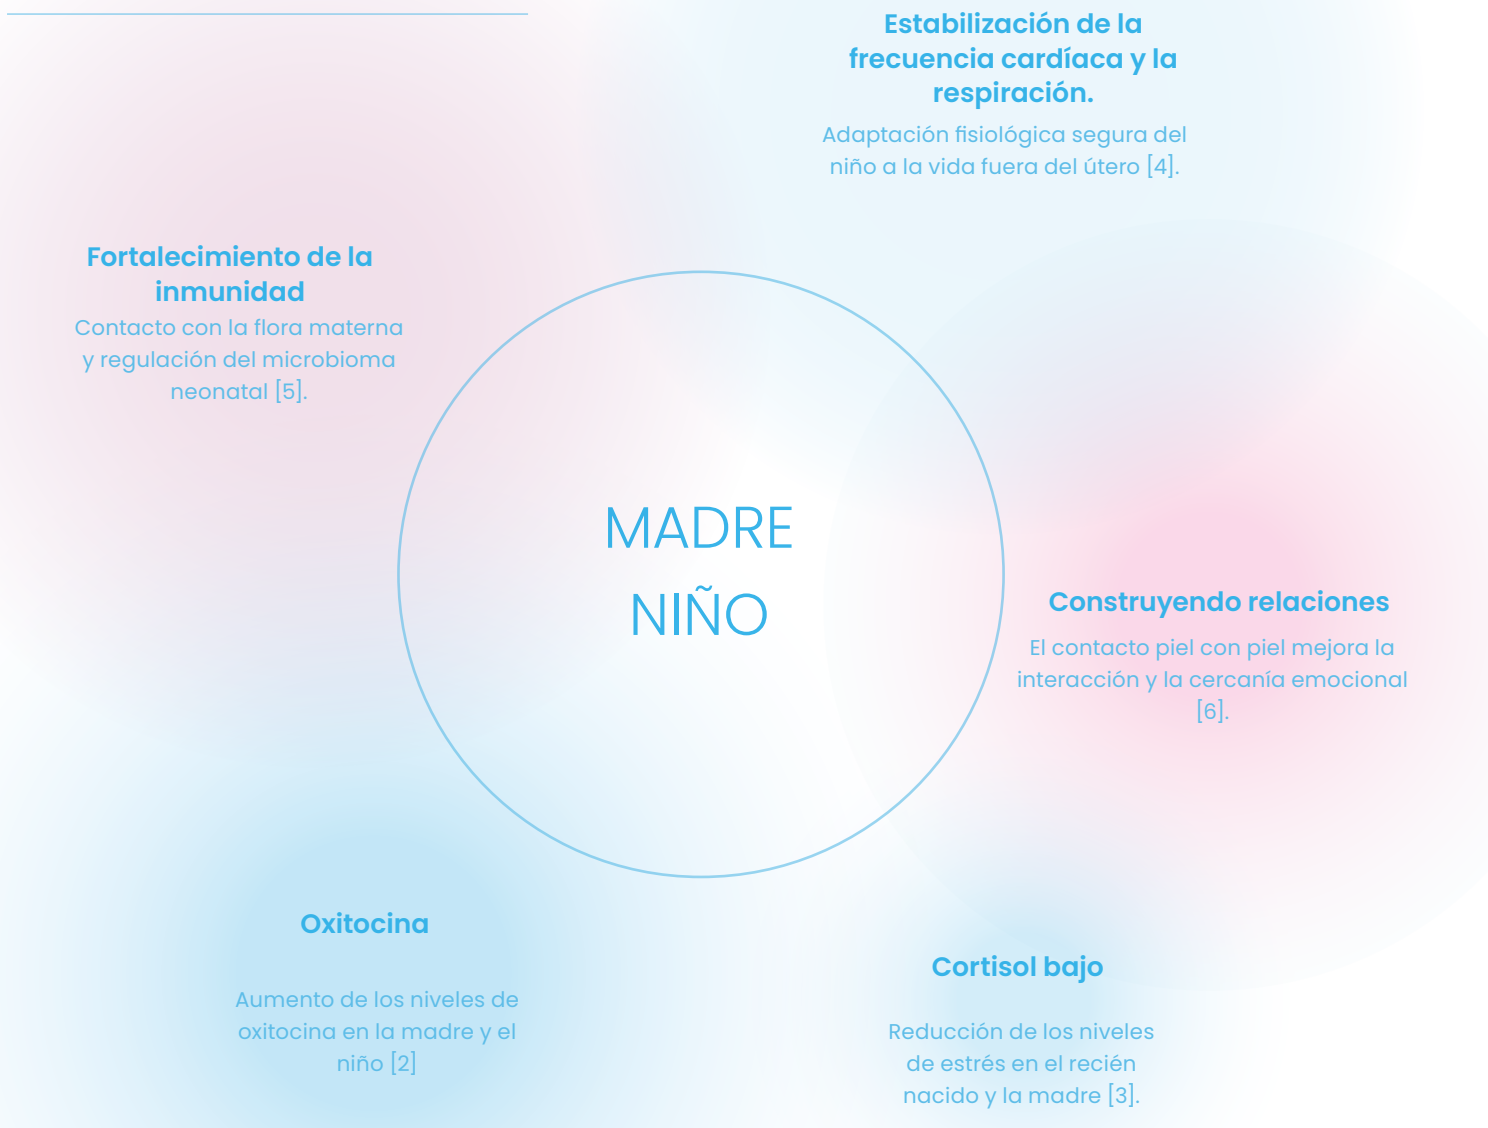 Estabilización de la
frecuencia cardíaca y la
respiración.
Adaptación fisiológica segura del
niño a la vida fuera del útero [4].
Fortalecimiento de la
inmunidad
Contacto con la flora materna
y regulación del microbioma
neonatal [5].
MADRE
NIÑO
Construyendo relaciones
El contacto piel con piel mejora la
interacción y la cercanía emocional
[6].
Oxitocina
Aumento de los niveles de
oxitocina en la madre y el
niño [2]
Cortisol bajo
Reducción de los niveles
de estrés en el recién
nacido y la madre [3].